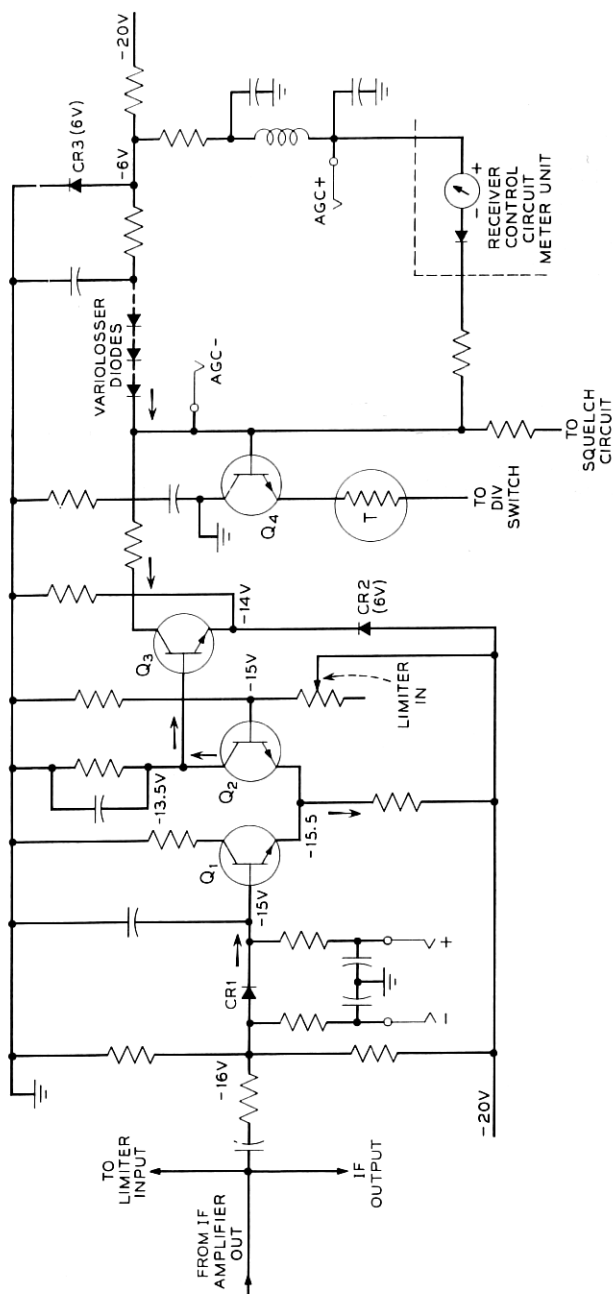 FROM IF
AMPLIFIER
OUT
TO
LIMITER
INPUT
IF
OUTPUT
-16V
CR1
-
+
-15V
Q1
-15.5
-13.5V
Q2
-15V
LIMITER
IN
Q3
-14V
CR2
(6V)
-20V
Q4
T
TO
DIV
SWITCH
VARIOLOSSER
DIODES
AGC-
TO
SQUELCH
CIRCUIT
CR3 (6V)
-6V
-20V
AGC+
-
+
RECEIVER
CONTROL
CIRCUIT
METER UNIT